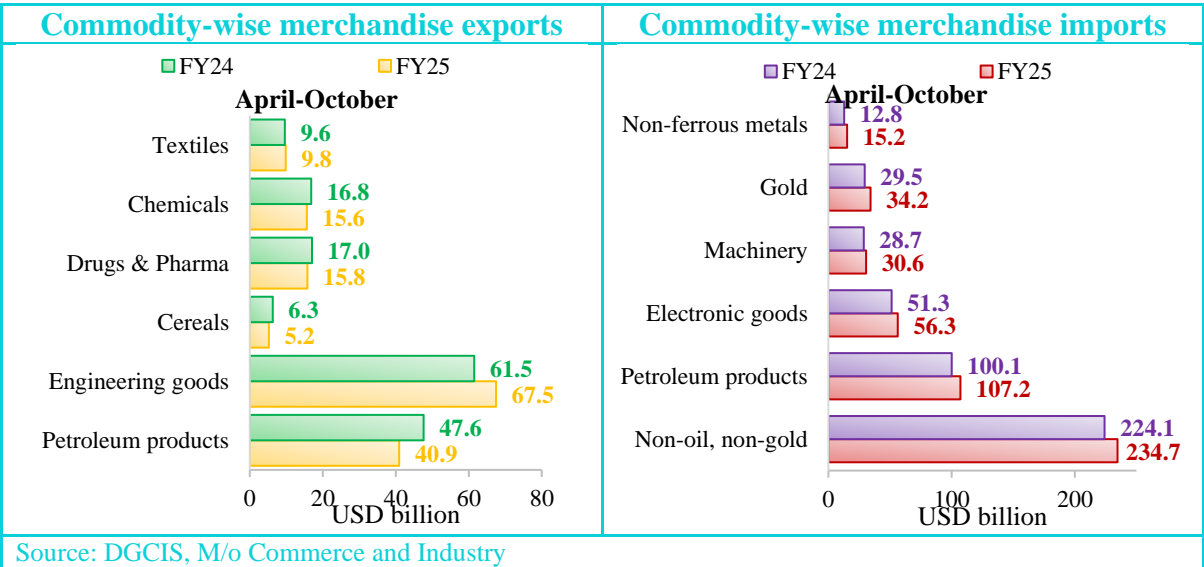 Commodity-wise merchandise exports
FY24 FY25
April-October
Textiles 9.6
9.8
Chemicals 16.8
15.6
Drugs & Pharma 17.0
15.8
Cereals 6.3
5.2
Engineering goods 61.5
67.5
Petroleum products 47.6
40.9
0 20 40 60 80
USD billion
Commodity-wise merchandise imports
FY24 FY25
April-October
Non-ferrous metals 12.8
15.2
Gold 29.5
34.2
Machinery 28.7
30.6
Electronic goods 51.3
56.3
Petroleum products 100.1
107.2
Non-oil, non-gold 224.1
234.7
0 100 200
USD billion
Source: DGCIS, M/o Commerce and Industry